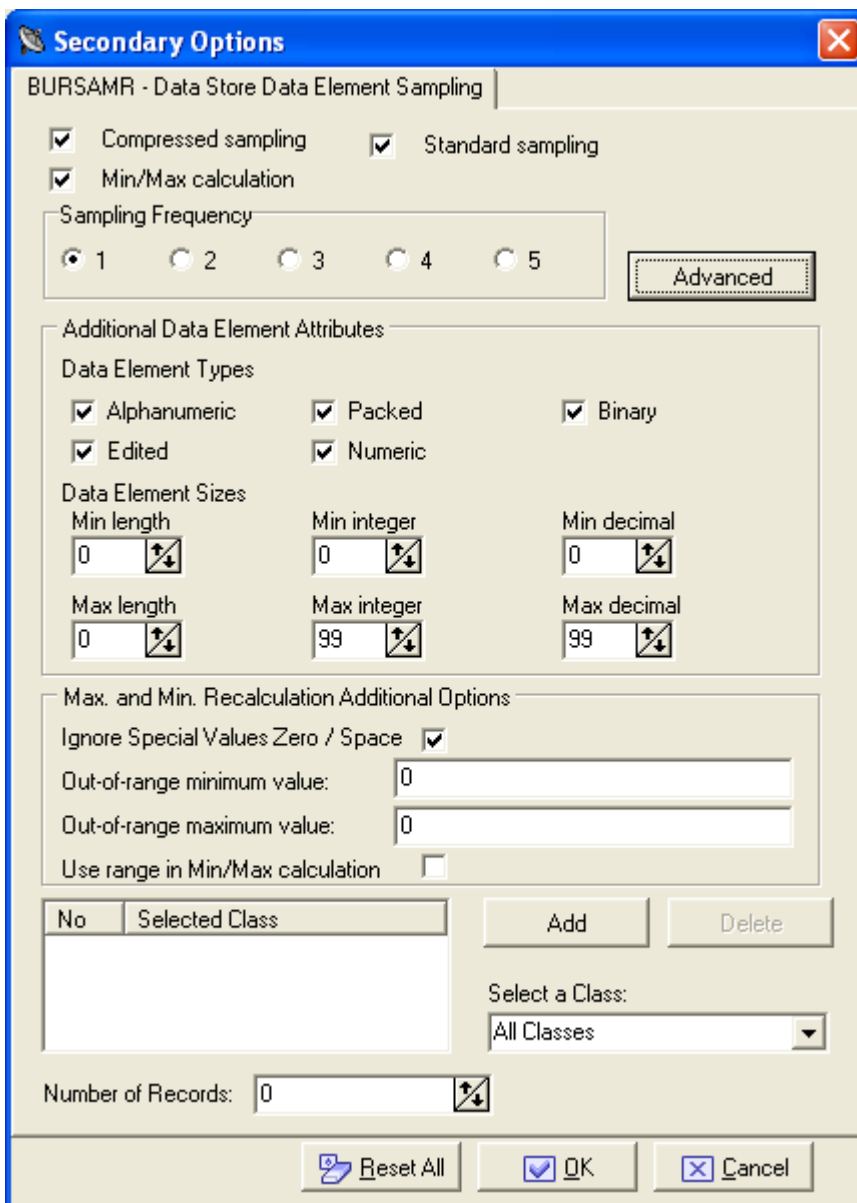 Secondary Options
BURSAMR - Data Store Data Element Sampling
Compressed sampling Standard sampling
Min/Max calculation
Sampling Frequency
1 2 3 4 5
Advanced
Additional Data Element Attributes
Data Element Types
Alphanumeric Packed Binary
Edited Numeric
Data Element Sizes
Min length Min integer Min decimal
0 0 0
Max length Max integer Max decimal
0 99 99
Max. and Min. Recalculation Additional Options
Ignore Special Values Zero / Space
Out-of-range minimum value: 0
Out-of-range maximum value: 0
Use range in Min/Max calculation
No Selected Class Add Delete
Select a Class:
All Classes
Number of Records: 0
Reset All OK Cancel